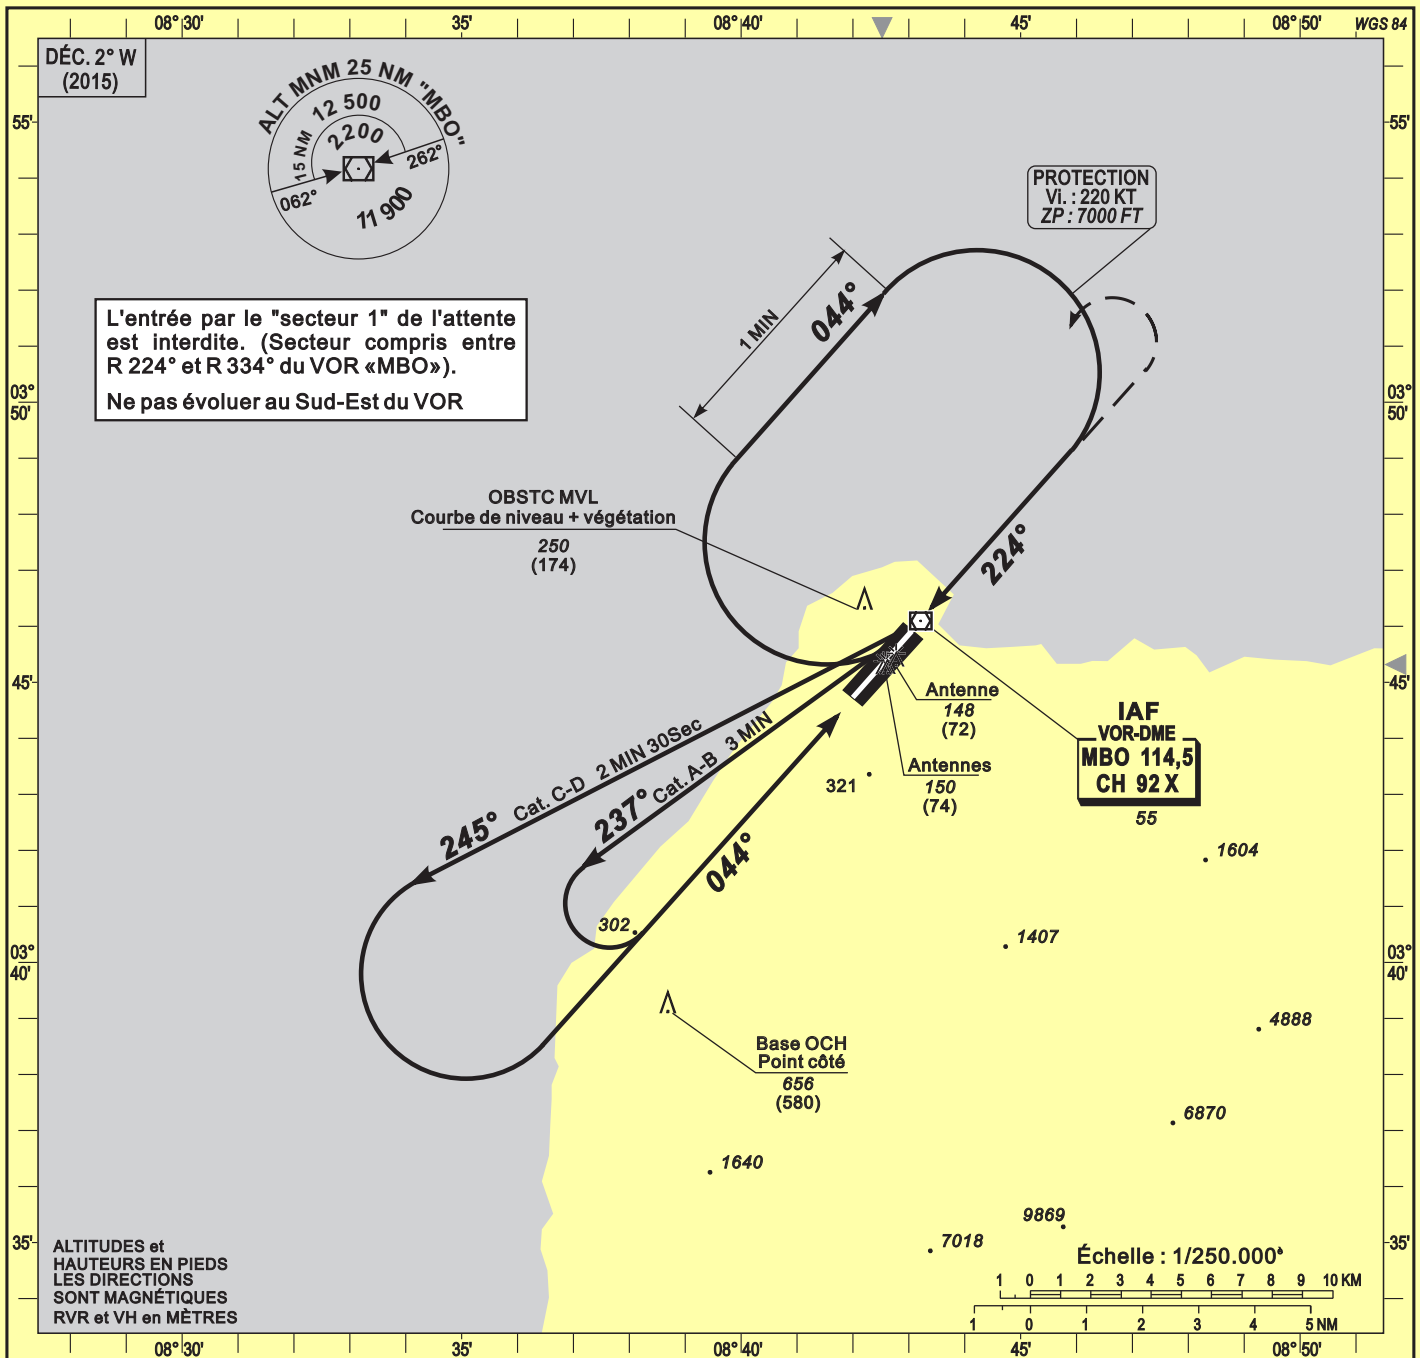 08° 30'
35'
08° 40'
45'
08° 50'
WGS 84
DÉC. 2° W
(2015)
ALT MNM 25 NM "MBO"
12 500
2200
15 NM
262°
062°
11 900
55'
55'
PROTECTION
Vi. : 220 KT
ZP : 7000 FT
L'entrée par le "secteur 1" de l'attente
est interdite. (Secteur compris entre
R 224° et R 334° du VOR «MBO»).
Ne pas évoluer au Sud-Est du VOR
1 MIN
044°
03°
50'
03°
50'
OBSTC MVL
Courbe de niveau + végétation
250
(174)
224°
45'
45'
Antenne
148
(72)
IAF
VOR-DME
MBO 114,5
CH 92 X
55
Antennes
150
(74)
321
245° Cat. C-D 2 MIN 30Sec
237° Cat. A-B 3 MIN
044°
1604
302
1407
03°
40'
03°
40'
4888
Base OCH
Point côté
656
(580)
6870
1640
9869
7018
35'
35'
ALTITUDES et
HAUTEURS EN PIEDS
LES DIRECTIONS
SONT MAGNÉTIQUES
RVR et VH en MÈTRES
Échelle : 1/250.000è
1 0 1 2 3 4 5 6 7 8 9 10 KM
1 0 1 2 3 4 5 NM
08° 30'
35'
08° 40'
45'
08° 50'